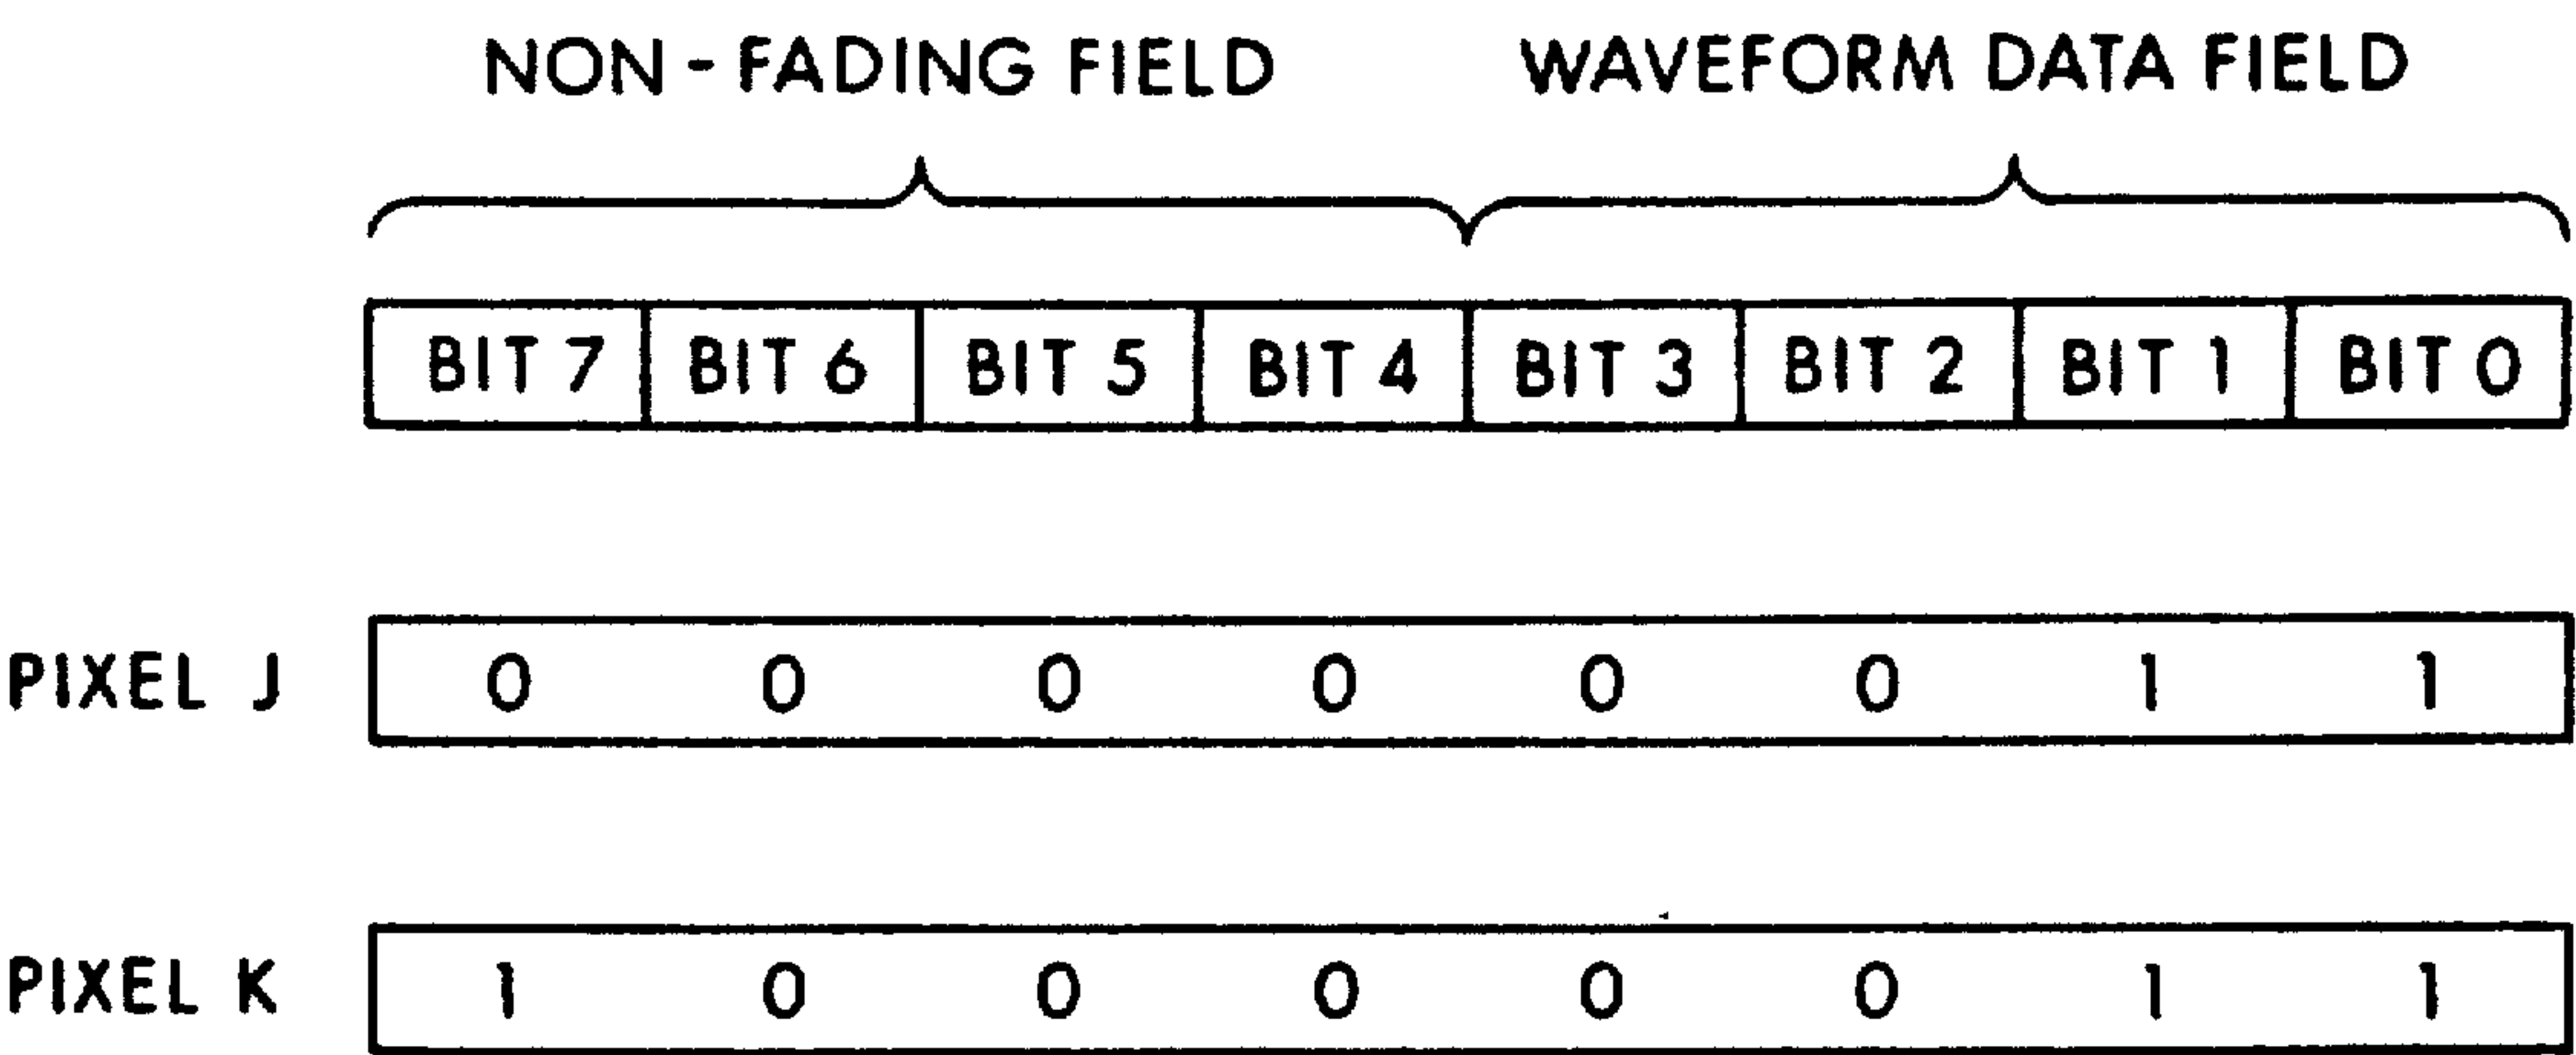 NON - FADING FIELD WAVEFORM DATA FIELD
BIT 7 BIT 6 BIT 5 BIT 4 BIT 3 BIT 2 BIT 1 BIT 0
PIXEL J 0 0 0 0 0 0 1 1
PIXEL K 1 0 0 0 0 0 1 1